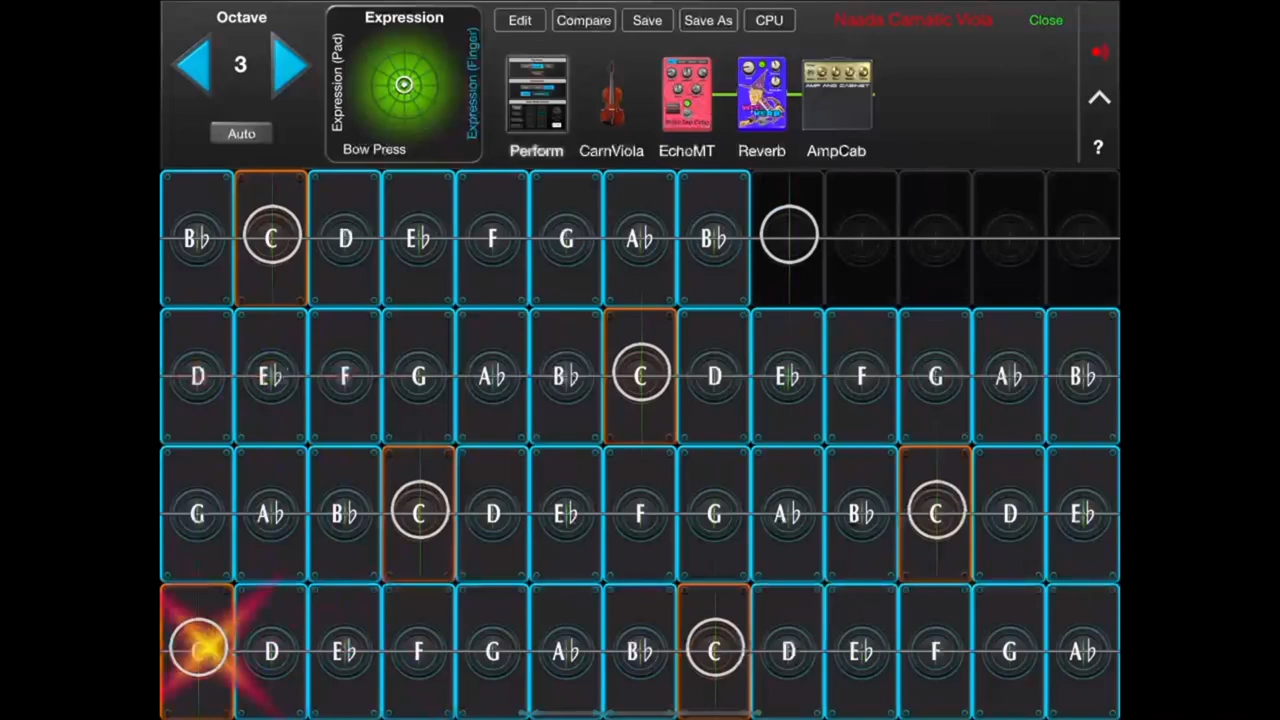 Octave
Expression
Edit
Compare
Save
Save As
CPU
Naada Carnatic Viola
Close
3
Expression (Pad)
Expression (Finger)
Auto
Bow Press
Perform
CarnViola
EchoMT
Reverb
AmpCab
?
B♭ C D E♭ F G A♭ B♭
D E♭ F G A♭ B♭ C D E♭ F G A♭ B♭
G A♭ B♭ C D E♭ F G A♭ B♭ C D E♭
C D E♭ F G A♭ B♭ C D E♭ F G A♭